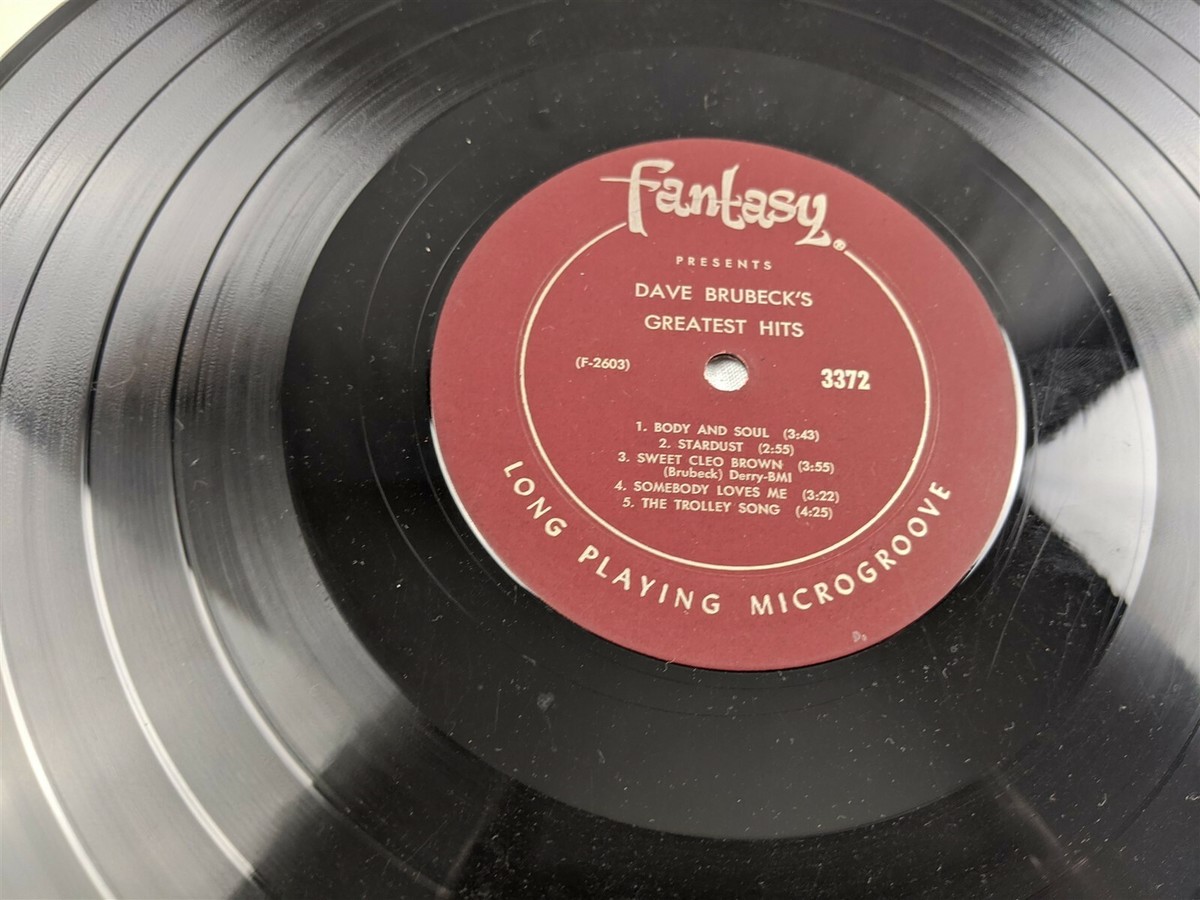 fantasy®
PRESENTS
DAVE BRUBECK'S
GREATEST HITS
(F-2603)
3372
1. BODY AND SOUL (3:43)
2. STARDUST (2:55)
3. SWEET CLEO BROWN (3:55)
(Brubeck) Derry-BMI
4. SOMEBODY LOVES ME (3:22)
5. THE TROLLEY SONG (4:25)
LONG PLAYING MICROGROOVE